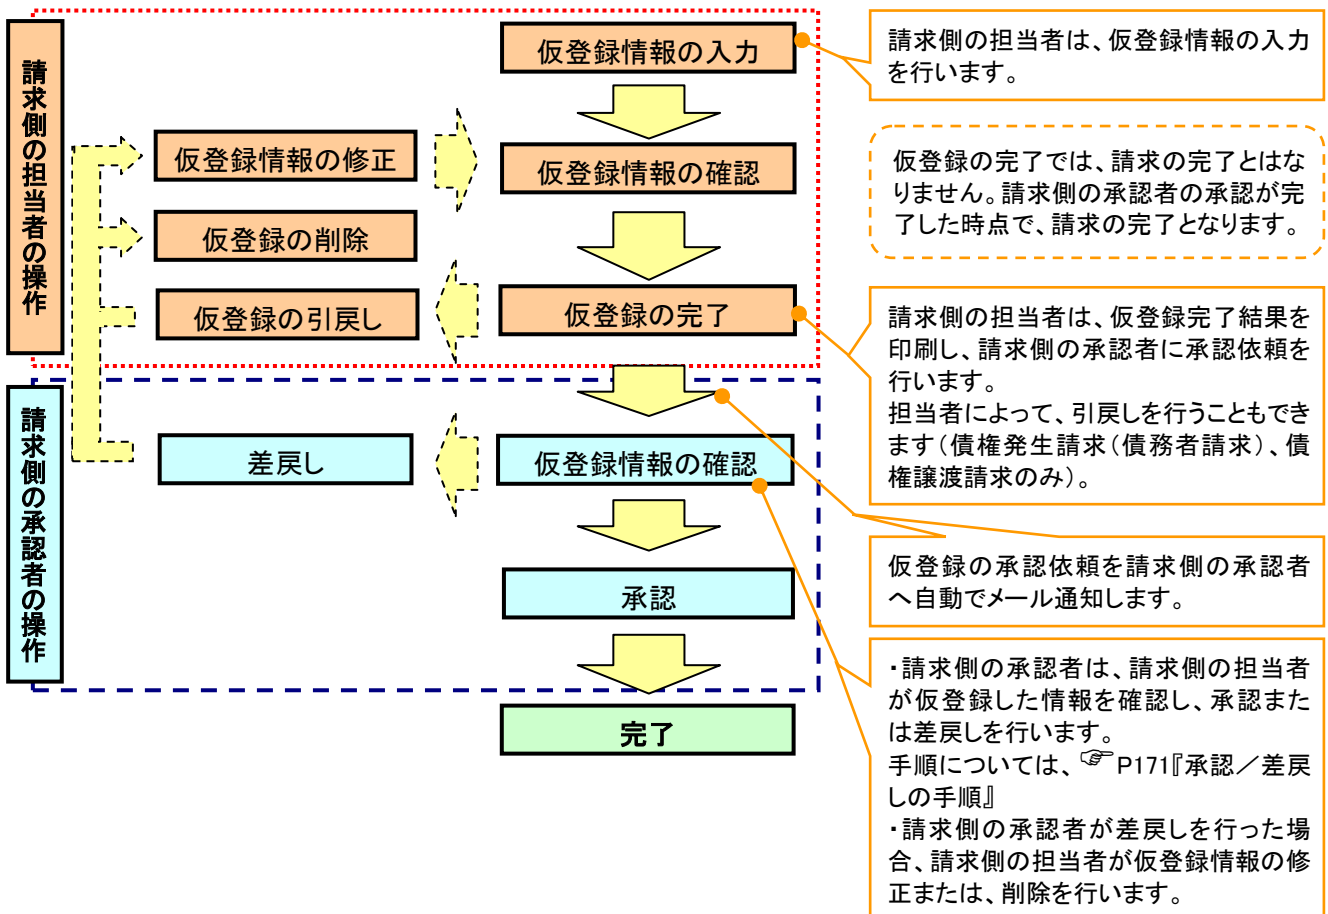 請求側の担当者の操作
仮登録情報の入力
仮登録情報の修正
仮登録情報の確認
仮登録の削除
仮登録の引戻し
仮登録の完了
請求側の承認者の操作
差戻し
仮登録情報の確認
承認
完了
請求側の担当者は、仮登録情報の入力
を行います。
仮登録の完了では、請求の完了とはな
りません。請求側の承認者の承認が完
了した時点で、請求の完了となります。
請求側の担当者は、仮登録完了結果を
印刷し、請求側の承認者に承認依頼を
行います。
担当者によって、引戻しを行うこともでき
ます(債権発生請求(債務者請求)、債
権譲渡請求のみ)。
仮登録の承認依頼を請求側の承認者
へ自動でメール通知します。
・請求側の承認者は、請求側の担当者
が仮登録した情報を確認し、承認また
は差戻しを行います。
手順については、☞P171『承認/差戻
しの手順』
・請求側の承認者が差戻しを行った場
合、請求側の担当者が仮登録情報の修
正または、削除を行います。